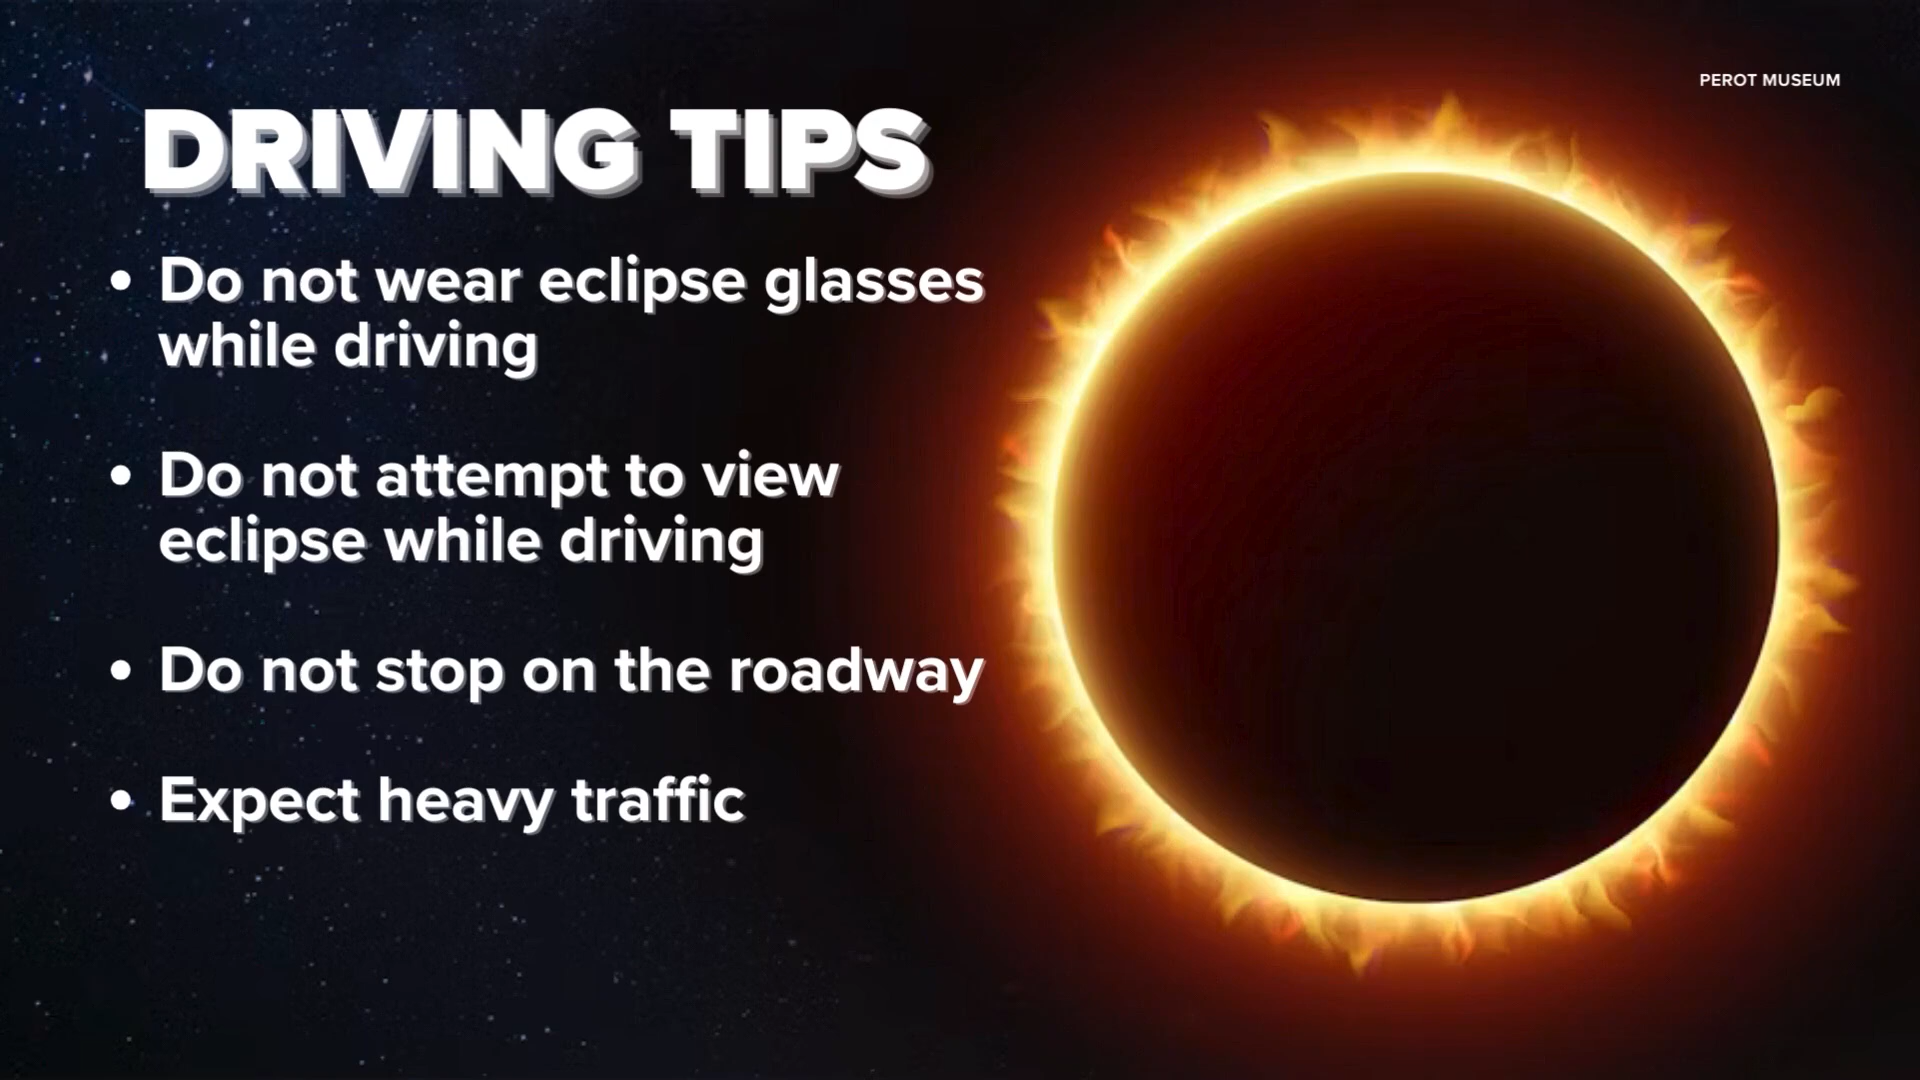 PEROT MUSEUM
DRIVING TIPS
• Do not wear eclipse glasses
while driving
• Do not attempt to view
eclipse while driving
• Do not stop on the roadway
• Expect heavy traffic